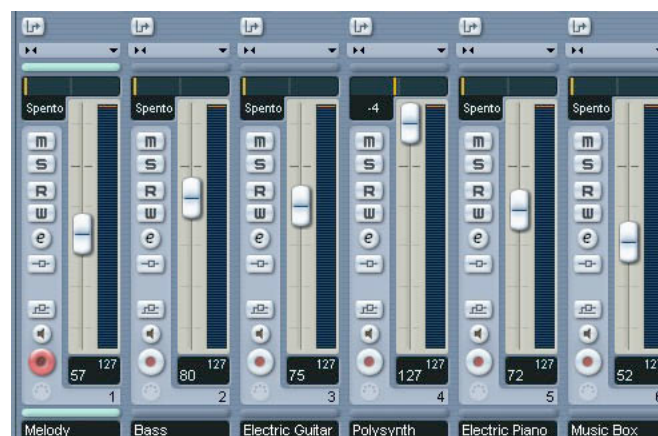 Spento Spento Spento -4 Spento Spento
m m m m m m
S S S S S S
R R R R R R
W W W W W W
e e e e e e
57 127 80 127 75 127 127 127 72 127 52
1 2 3 4 5
Melody Bass Electric Guitar Polysynth Electric Piano Music Box